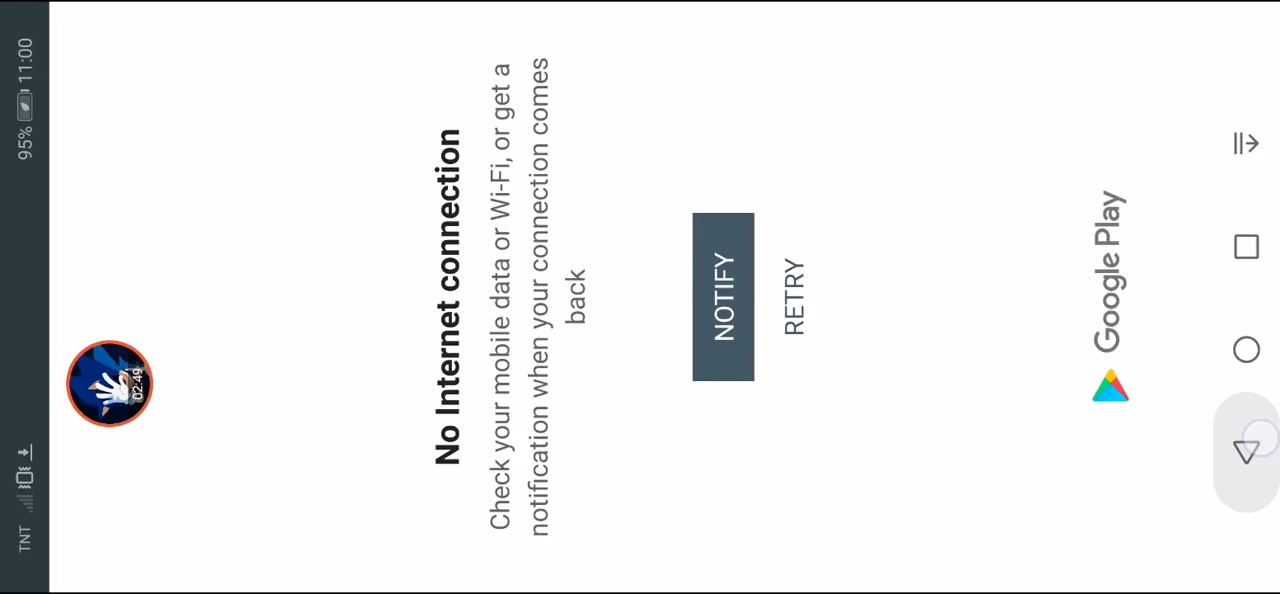 TNT
95% 11:00
02:49
No Internet connection
Check your mobile data or Wi-Fi, or get a
notification when your connection comes
back
NOTIFY
RETRY
Google Play